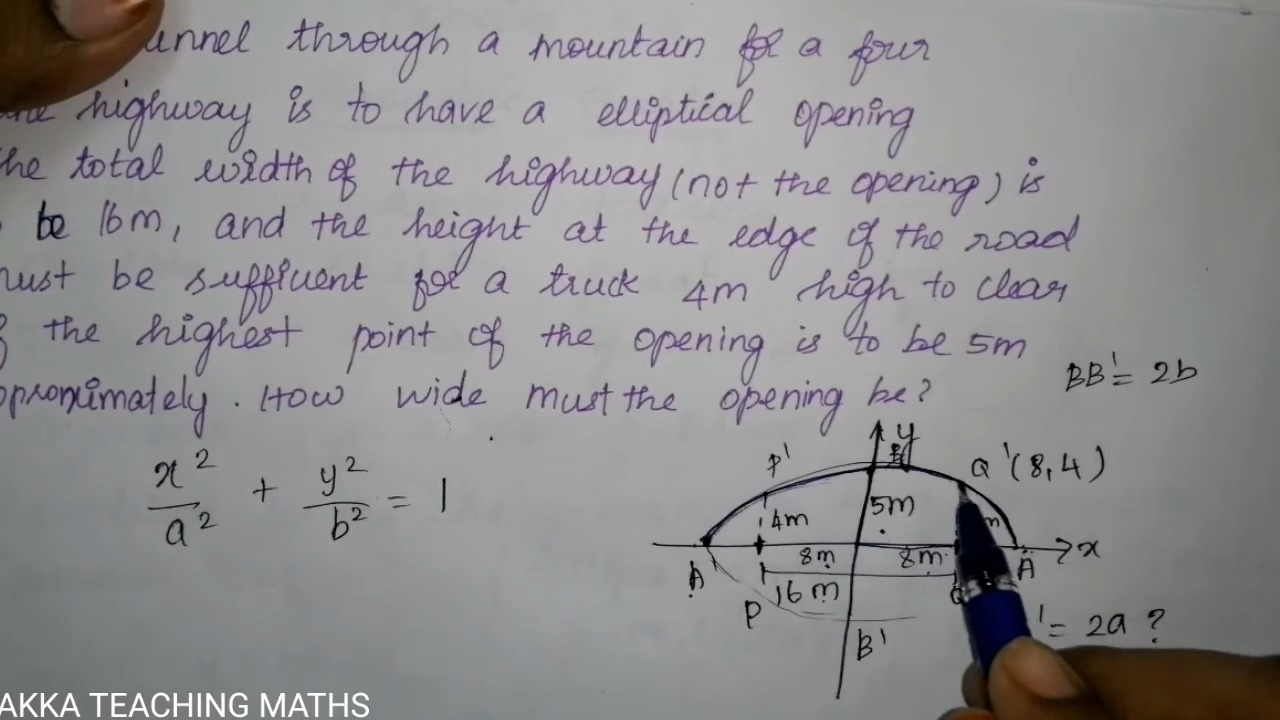 unnel through a mountain for a four
highway is to have a elliptical opening
the total width of the highway (not the opening) is
be 16m, and the height at the edge of the road
must be suffiuent for a truck 4m high to clear
the highest point of the opening is to be 5m
pproximately. How wide must the opening be?
BB' = 2b
x²/a² + y²/b² = 1
y
P'
B
Q'(8,4)
4m
5m
m
x
8m
8m
A'
A
P
16m
B'
' = 2a ?
AKKA TEACHING MATHS